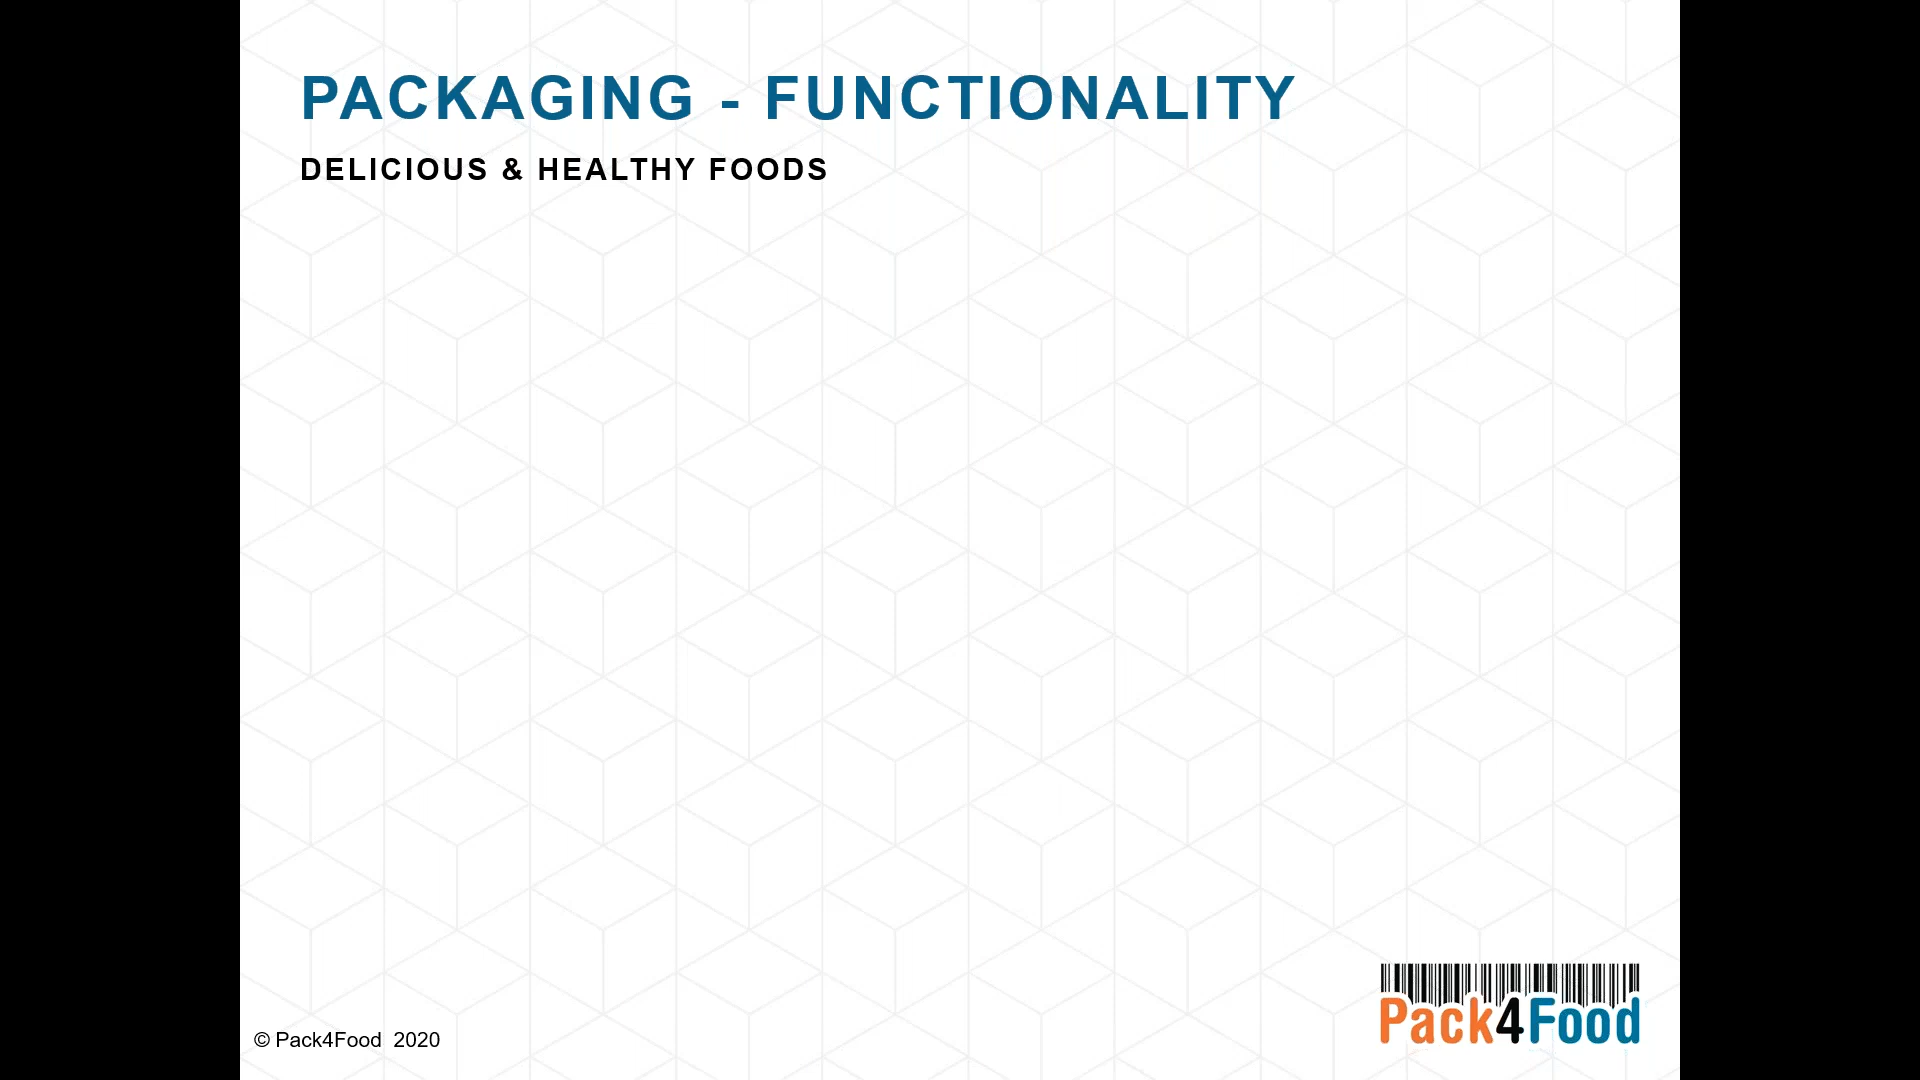 PACKAGING - FUNCTIONALITY
DELICIOUS & HEALTHY FOODS
© Pack4Food 2020
Pack4Food